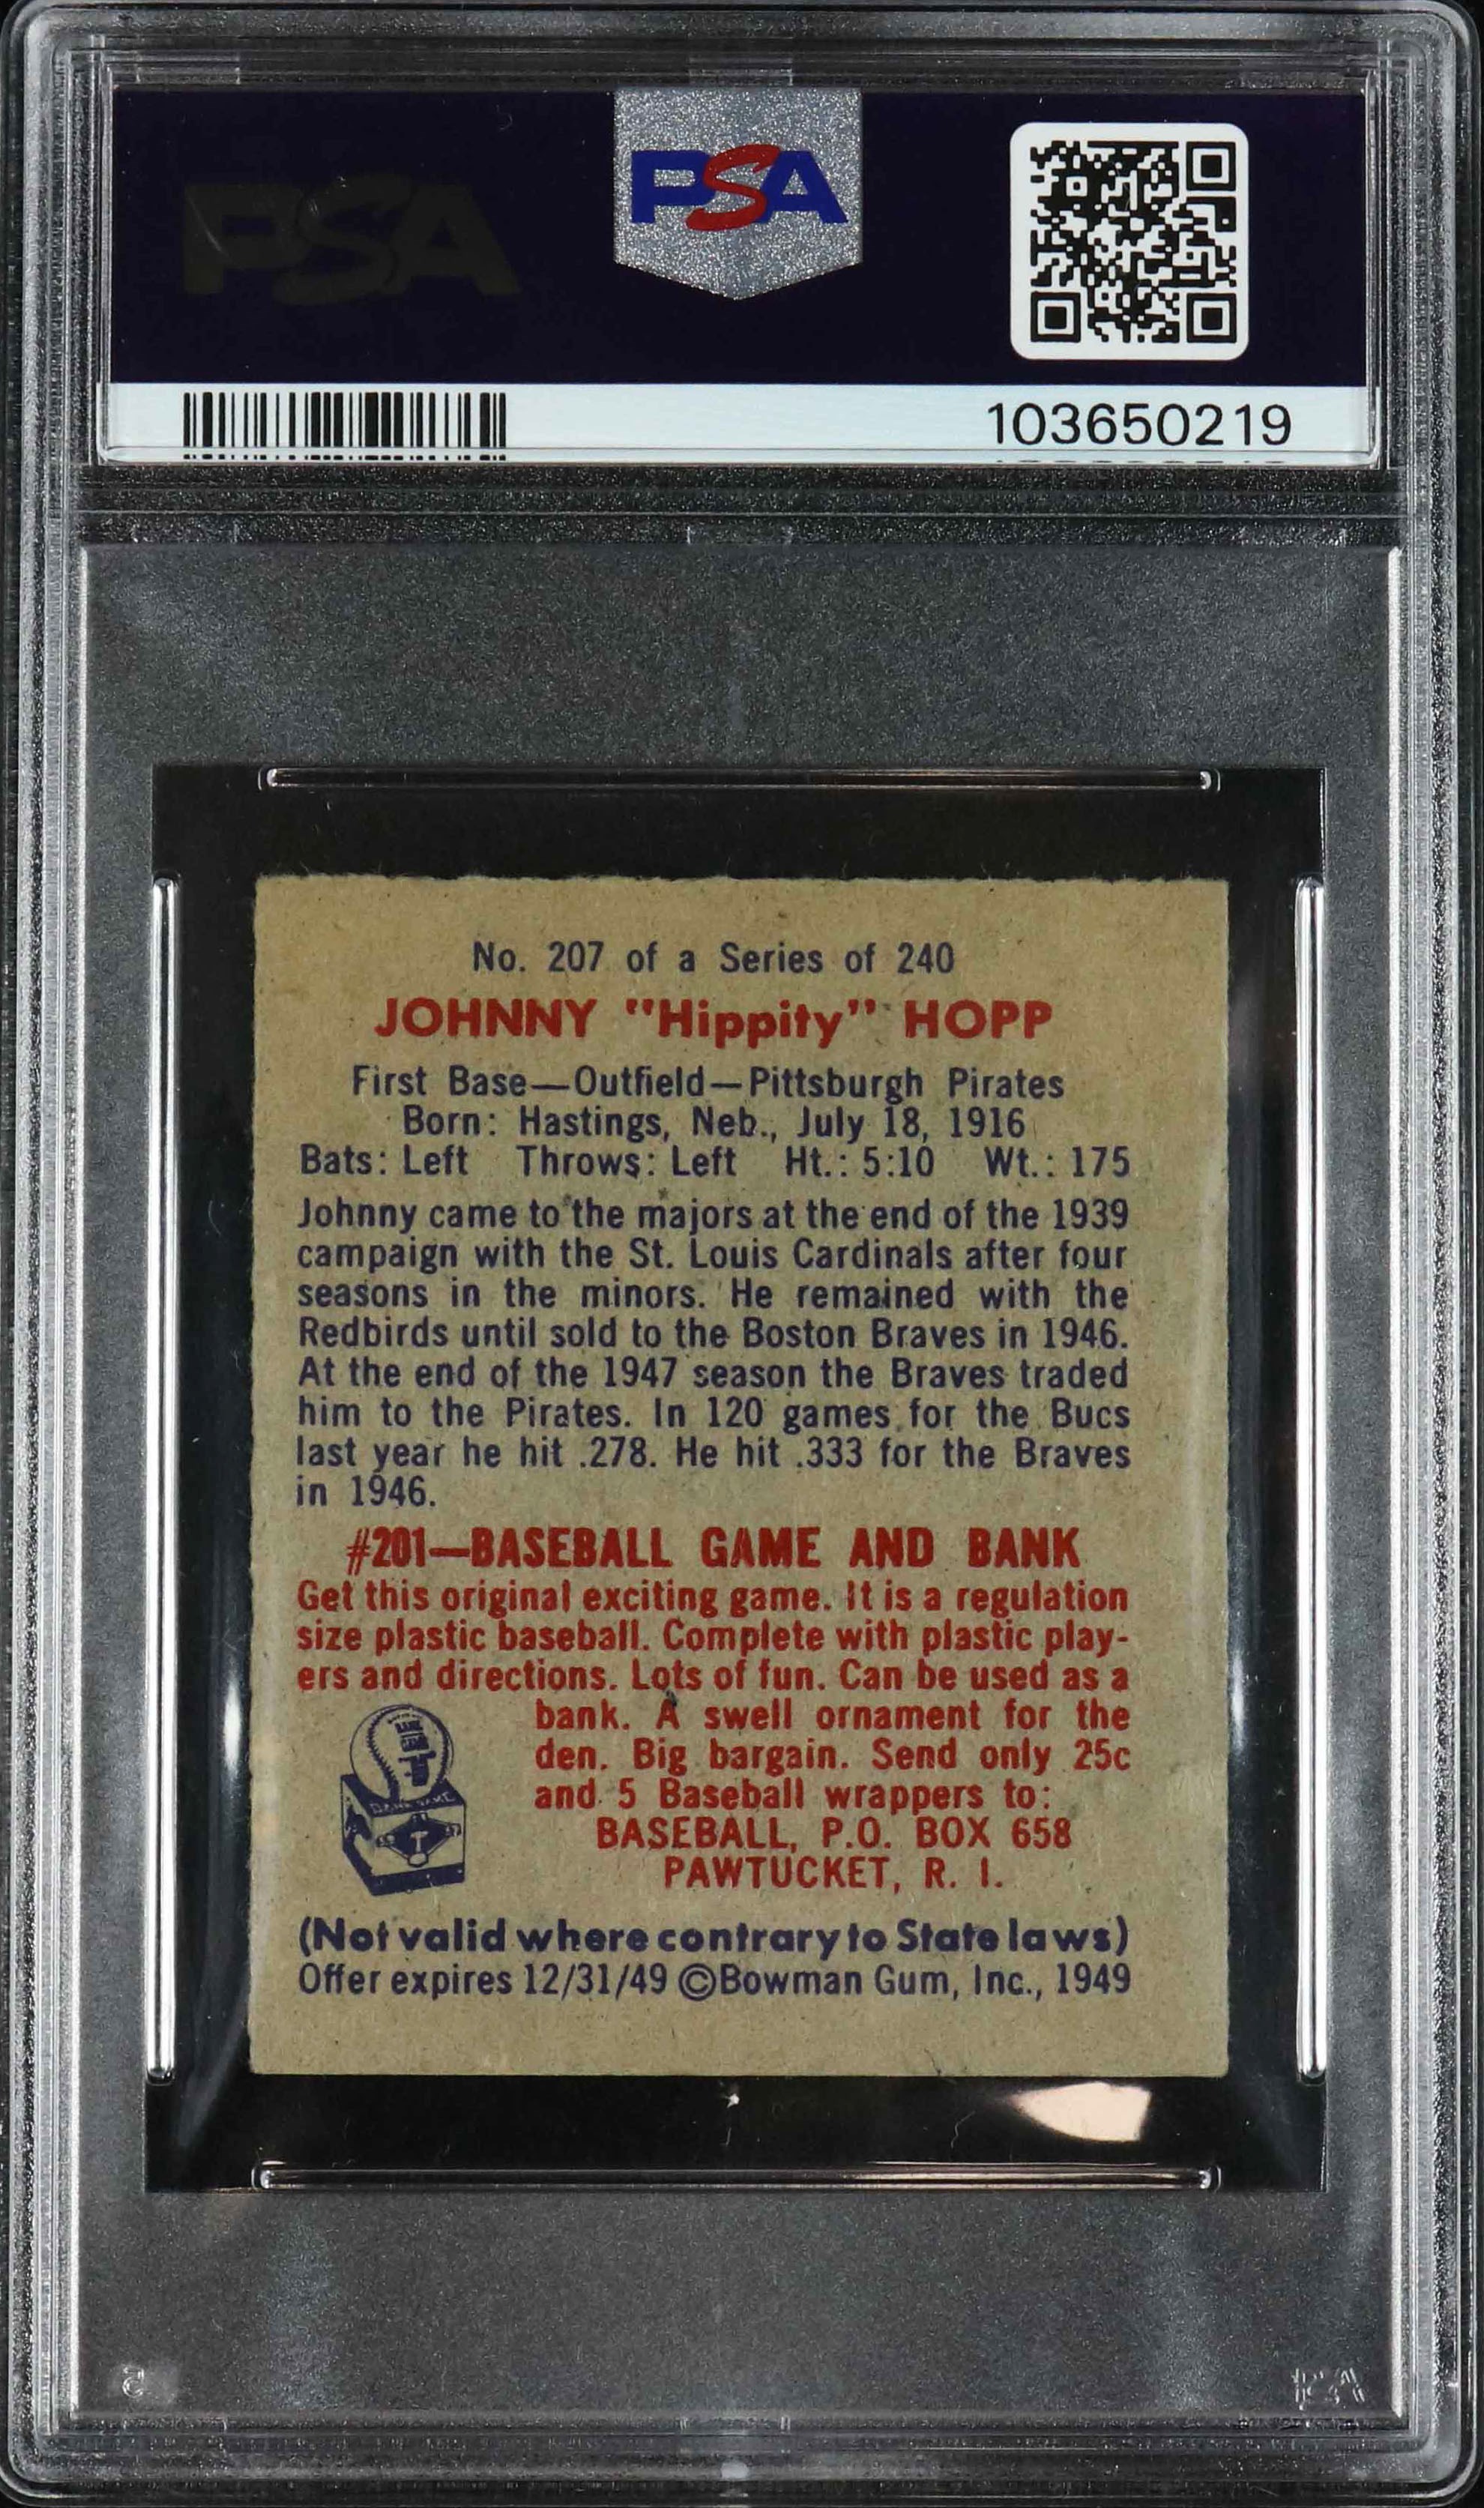 PSA
PSA
103650219
No. 207 of a Series of 240
JOHNNY "Hippity" HOPP
First Base—Outfield—Pittsburgh Pirates
Born: Hastings, Neb., July 18, 1916
Bats: Left Throws: Left Ht.: 5:10 Wt.: 175
Johnny came to the majors at the end of the 1939
campaign with the St. Louis Cardinals after four
seasons in the minors. He remained with the
Redbirds until sold to the Boston Braves in 1946.
At the end of the 1947 season the Braves traded
him to the Pirates. In 120 games for the Bucs
last year he hit .278. He hit .333 for the Braves
in 1946.
#201—BASEBALL GAME AND BANK
Get this original exciting game. It is a regulation
size plastic baseball. Complete with plastic play-
ers and directions. Lots of fun. Can be used as a
bank. A swell ornament for the
den. Big bargain. Send only 25c
and 5 Baseball wrappers to:
BASEBALL, P.O. BOX 658
PAWTUCKET, R. I.
(Not valid where contrary to State laws)
Offer expires 12/31/49 ©Bowman Gum, Inc., 1949